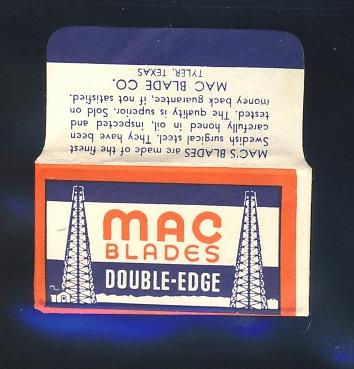 MAC'S BLADES are made of the finest
Swedish surgical steel. They have been
carefully honed in oil, and inspected and
tested. The quality is superior. Sold on
money back guarantee, if not satisfied.
MAC BLADE CO.
TYLER, TEXAS
MAC
BLADES
DOUBLE-EDGE